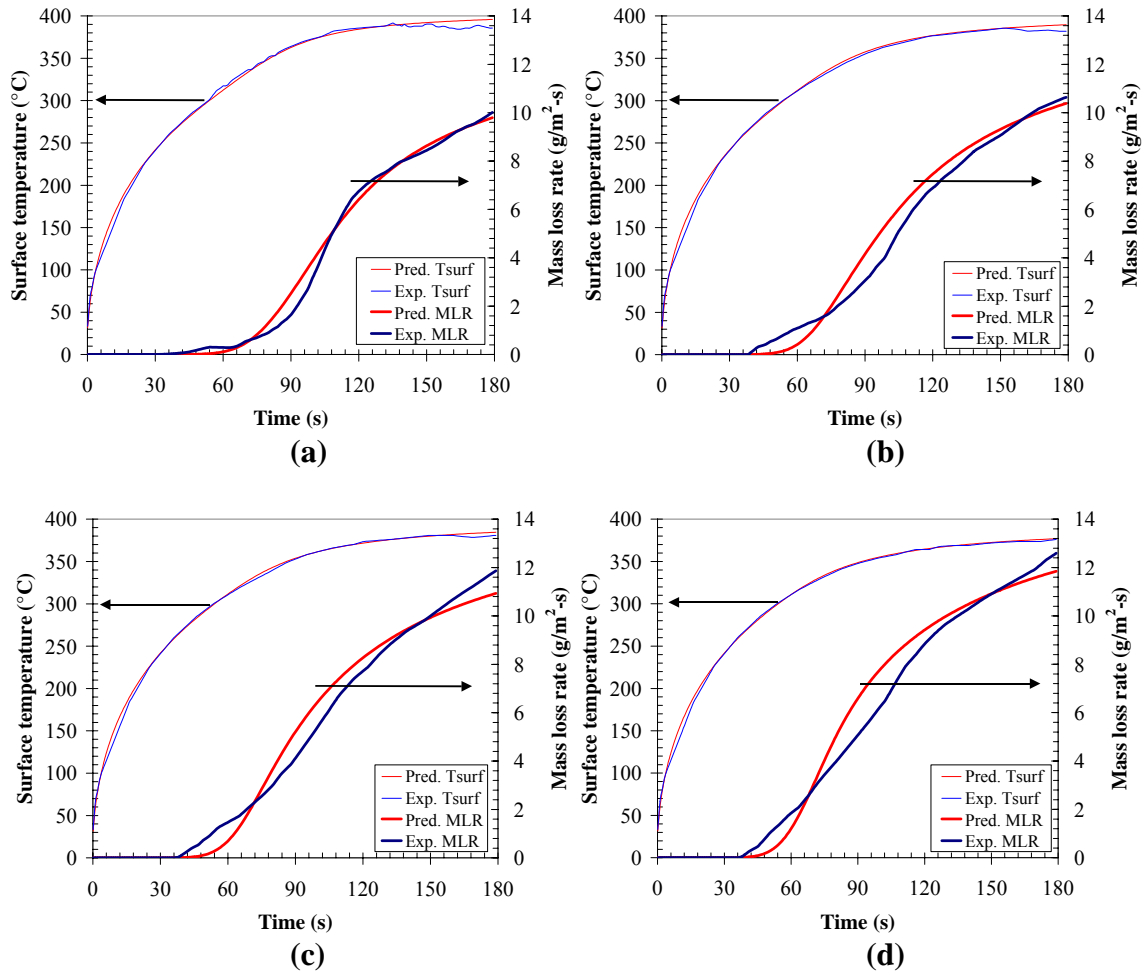 Surface temperature (°C)
400
350
300
250
200
150
100
50
0
14
12
10
8
6
4
2
0
Mass loss rate (g/m²-s)
Pred. Tsurf
Exp. Tsurf
Pred. MLR
Exp. MLR
0 30 60 90 120 150 180
Time (s)
(a)
Surface temperature (°C)
400
350
300
250
200
150
100
50
0
14
12
10
8
6
4
2
0
Mass loss rate (g/m²-s)
Pred. Tsurf
Exp. Tsurf
Pred. MLR
Exp. MLR
0 30 60 90 120 150 180
Time (s)
(b)
Surface temperature (°C)
400
350
300
250
200
150
100
50
0
14
12
10
8
6
4
2
0
Mass loss rate (g/m²-s)
Pred. Tsurf
Exp. Tsurf
Pred. MLR
Exp. MLR
0 30 60 90 120 150 180
Time (s)
(c)
Surface temperature (°C)
400
350
300
250
200
150
100
50
0
14
12
10
8
6
4
2
0
Mass loss rate (g/m²-s)
Pred. Tsurf
Exp. Tsurf
Pred. MLR
Exp. MLR
0 30 60 90 120 150 180
Time (s)
(d)